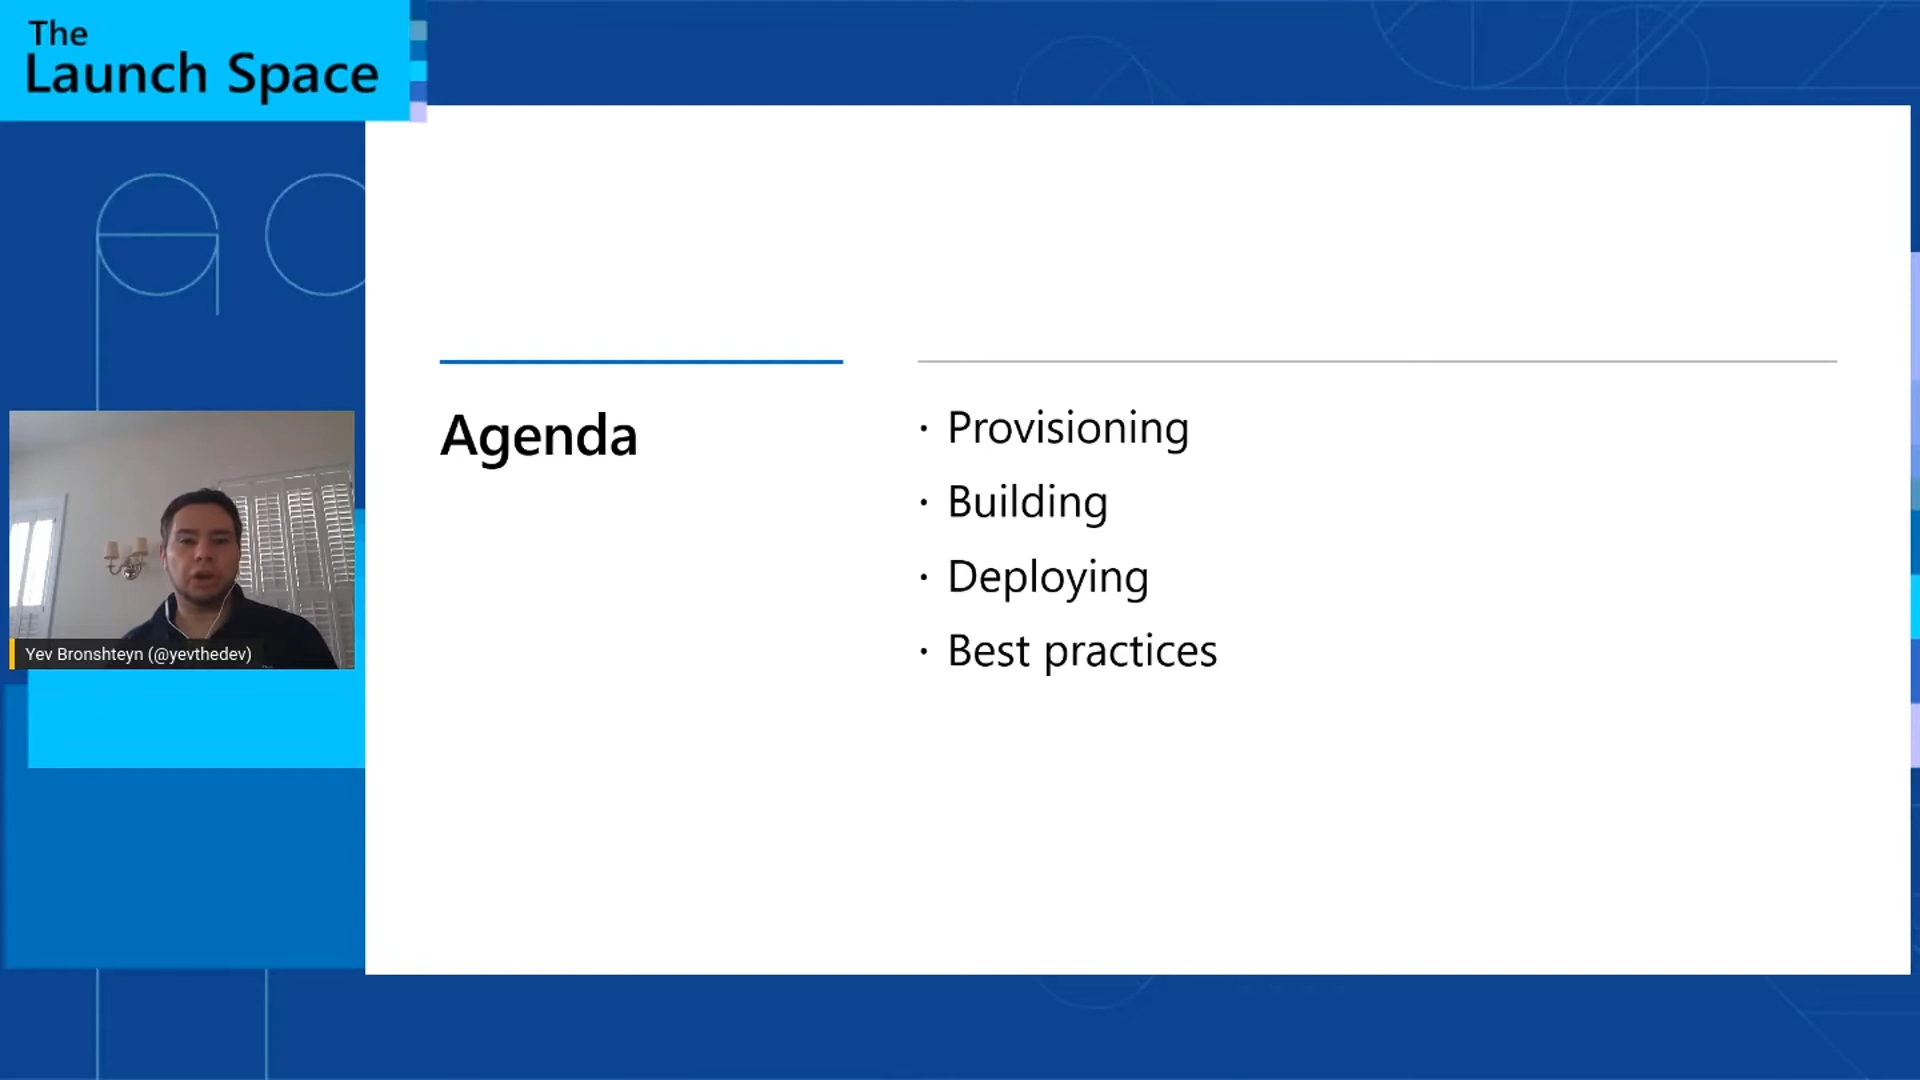 The
Launch Space
Agenda
· Provisioning
· Building
· Deploying
· Best practices
Yev Bronshteyn (@yevthedev)